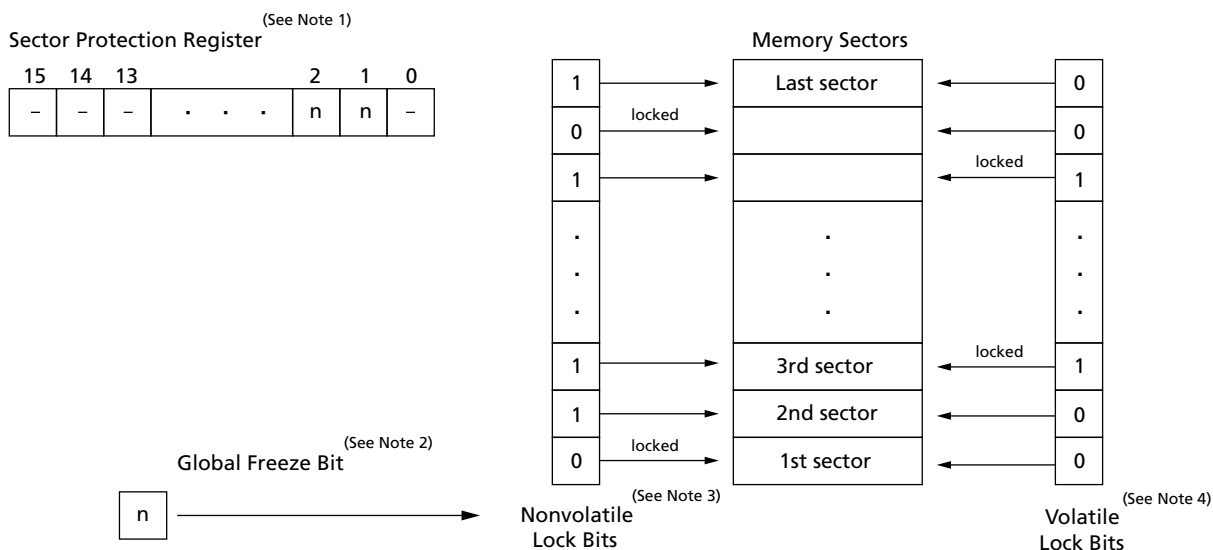 (See Note 1)
Sector Protection Register
15 14 13 2 1 0
– – – . . . n n –
Memory Sectors
1 Last sector 0
0 locked 0
1 locked 1
. . .
. . .
. . .
1 3rd sector locked 1
1 2nd sector 0
0 locked 1st sector 0
(See Note 2)
Global Freeze Bit
n
(See Note 3)
Nonvolatile
Lock Bits
(See Note 4)
Volatile
Lock Bits